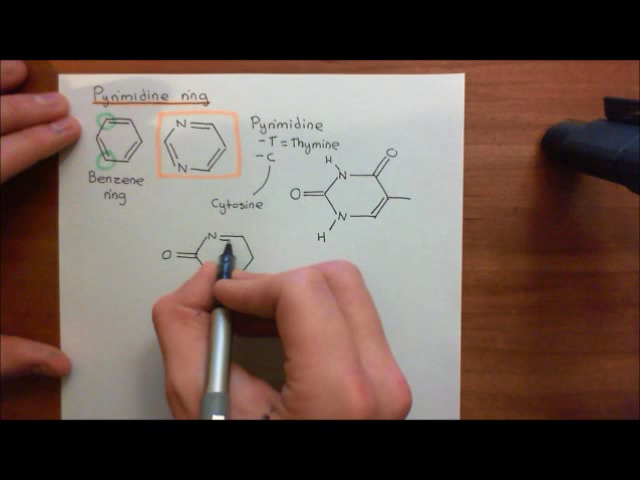 Pyrimidine ring
N
N
Benzene
ring
Pyrimidine
- T = Thymine
- C
Cytosine
H
N
O
O
N
H
O
N